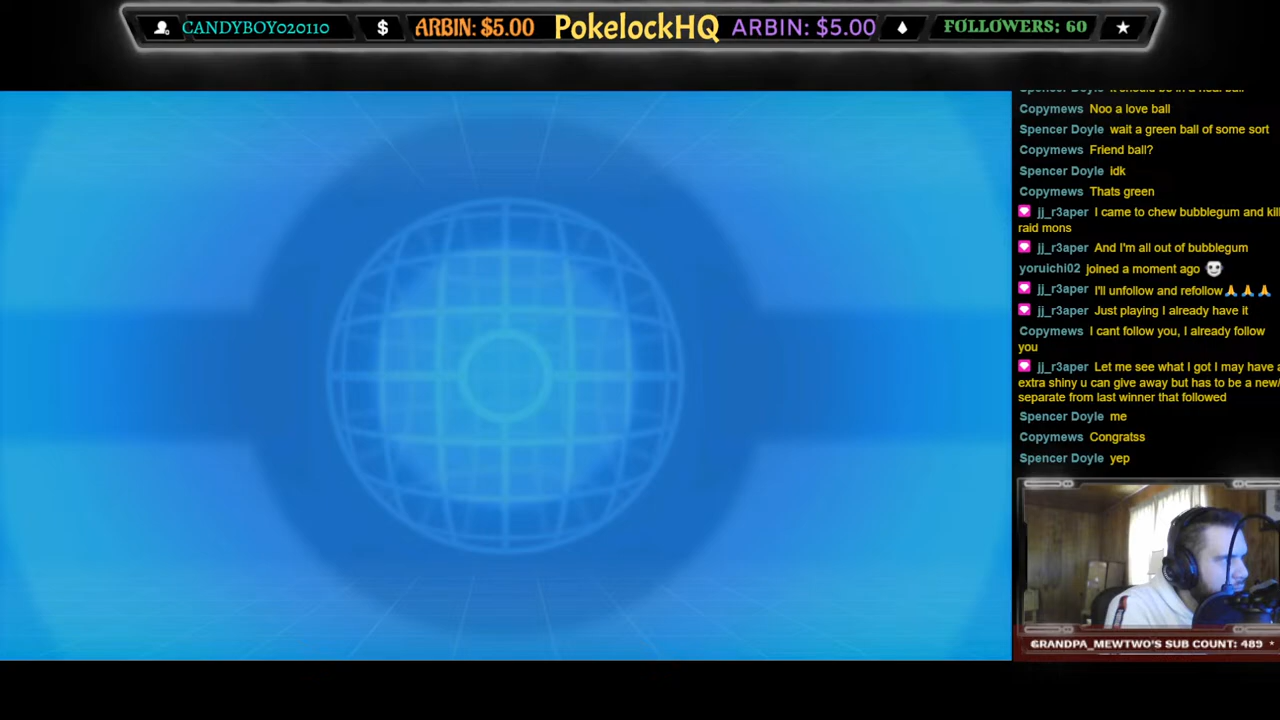 CANDYBOY020110
$
ARBIN: $5.00
PokelockHQ
ARBIN: $5.00
FOLLOWERS: 60
Copymews Noo a love ball
Spencer Doyle wait a green ball of some sort
Copymews Friend ball?
Spencer Doyle idk
Copymews Thats green
jj_r3aper I came to chew bubblegum and kill
raid mons
jj_r3aper And I'm all out of bubblegum
yoruichi02 joined a moment ago
jj_r3aper I'll unfollow and refollow🙏🙏🙏
jj_r3aper Just playing I already have it
Copymews I cant follow you, I already follow
you
jj_r3aper Let me see what I got I may have a
extra shiny u can give away but has to be a new/
separate from last winner that followed
Spencer Doyle me
Copymews Congratss
Spencer Doyle yep
GRANDPA_MEWTWO'S SUB COUNT: 489 *